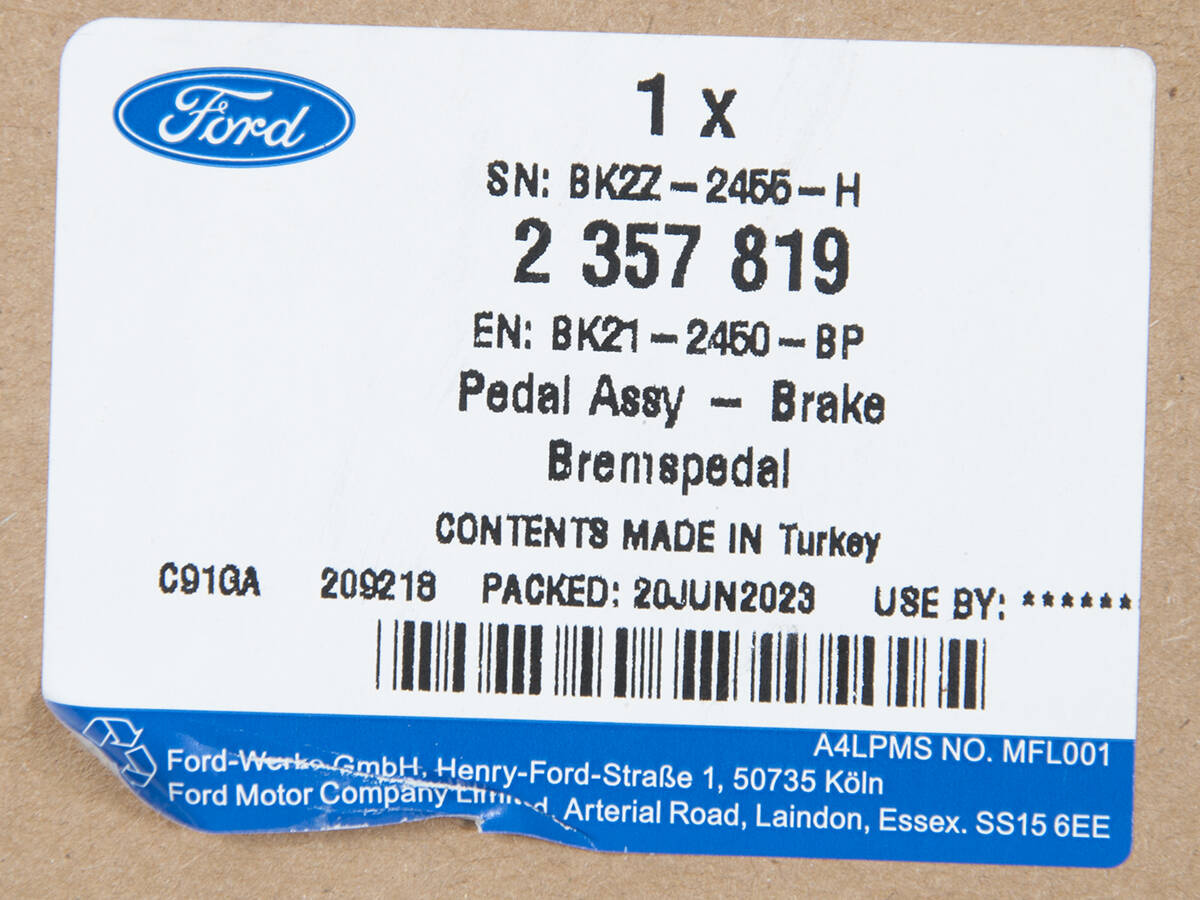 Ford
1 x
SN: BK2Z-2455-H
2 357 819
EN: BK21-2450-BP
Pedal Assy - Brake
Bremspedal
CONTENTS MADE IN Turkey
C91GA 209218 PACKED: 20JUN2023 USE BY: ******
A4LPMS NO. MFL001
Ford-Werke GmbH, Henry-Ford-Straße 1, 50735 Köln
Ford Motor Company Limited, Arterial Road, Laindon, Essex. SS15 6EE